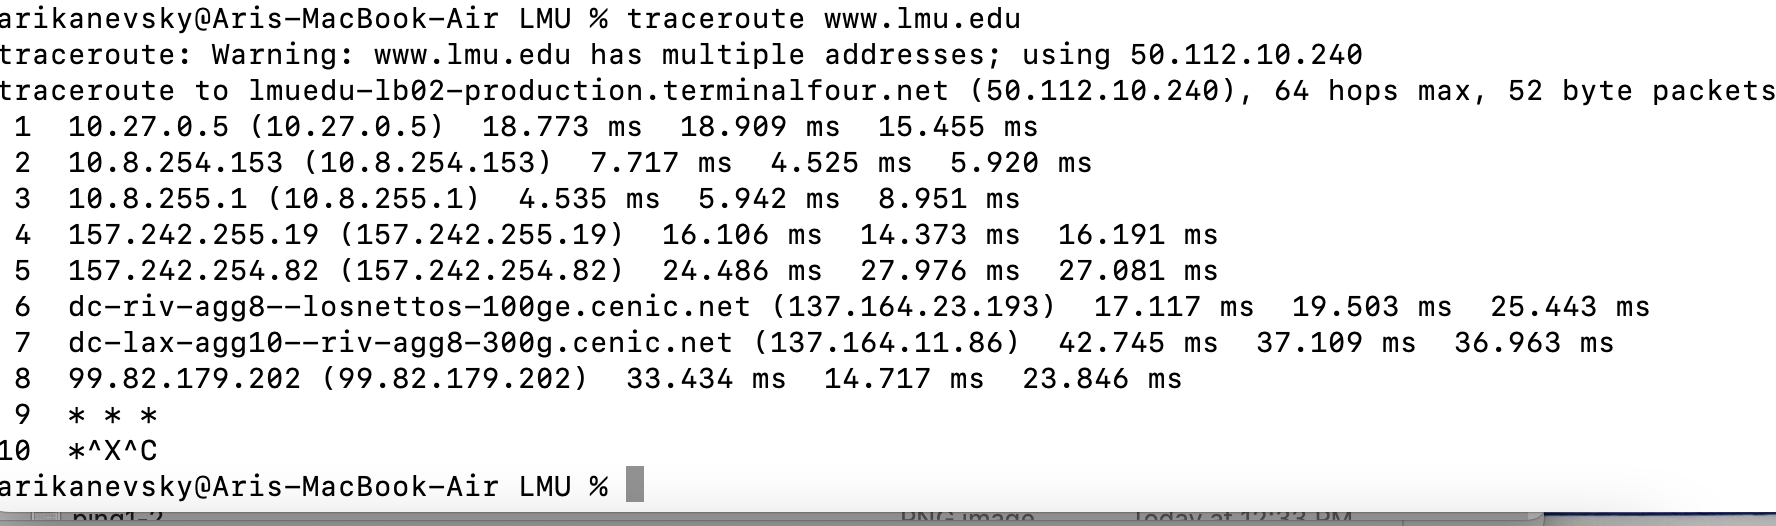 arikanevsky@Aris-MacBook-Air LMU % traceroute www.lmu.edu
traceroute: Warning: www.lmu.edu has multiple addresses; using 50.112.10.240
traceroute to lmuedu-lb02-production.terminalfour.net (50.112.10.240), 64 hops max, 52 byte packets
1 10.27.0.5 (10.27.0.5) 18.773 ms 18.909 ms 15.455 ms
2 10.8.254.153 (10.8.254.153) 7.717 ms 4.525 ms 5.920 ms
3 10.8.255.1 (10.8.255.1) 4.535 ms 5.942 ms 8.951 ms
4 157.242.255.19 (157.242.255.19) 16.106 ms 14.373 ms 16.191 ms
5 157.242.254.82 (157.242.254.82) 24.486 ms 27.976 ms 27.081 ms
6 dc-riv-agg8--losnettos-100ge.cenic.net (137.164.23.193) 17.117 ms 19.503 ms 25.443 ms
7 dc-lax-agg10--riv-agg8-300g.cenic.net (137.164.11.86) 42.745 ms 37.109 ms 36.963 ms
8 99.82.179.202 (99.82.179.202) 33.434 ms 14.717 ms 23.846 ms
9 * * *
10 *^X^C
arikanevsky@Aris-MacBook-Air LMU %
ping1-2 PNG image Today at 12:33 PM